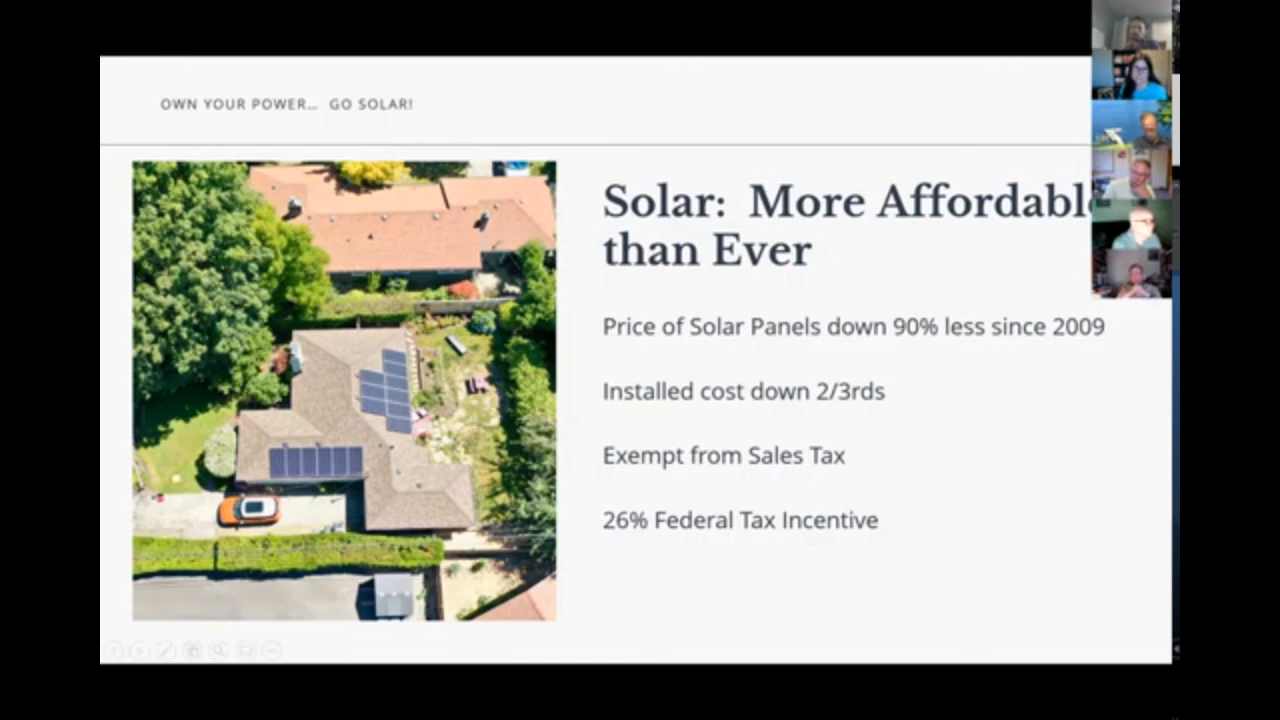 OWN YOUR POWER… GO SOLAR!
Solar: More Affordable
than Ever
Price of Solar Panels down 90% less since 2009
Installed cost down 2/3rds
Exempt from Sales Tax
26% Federal Tax Incentive